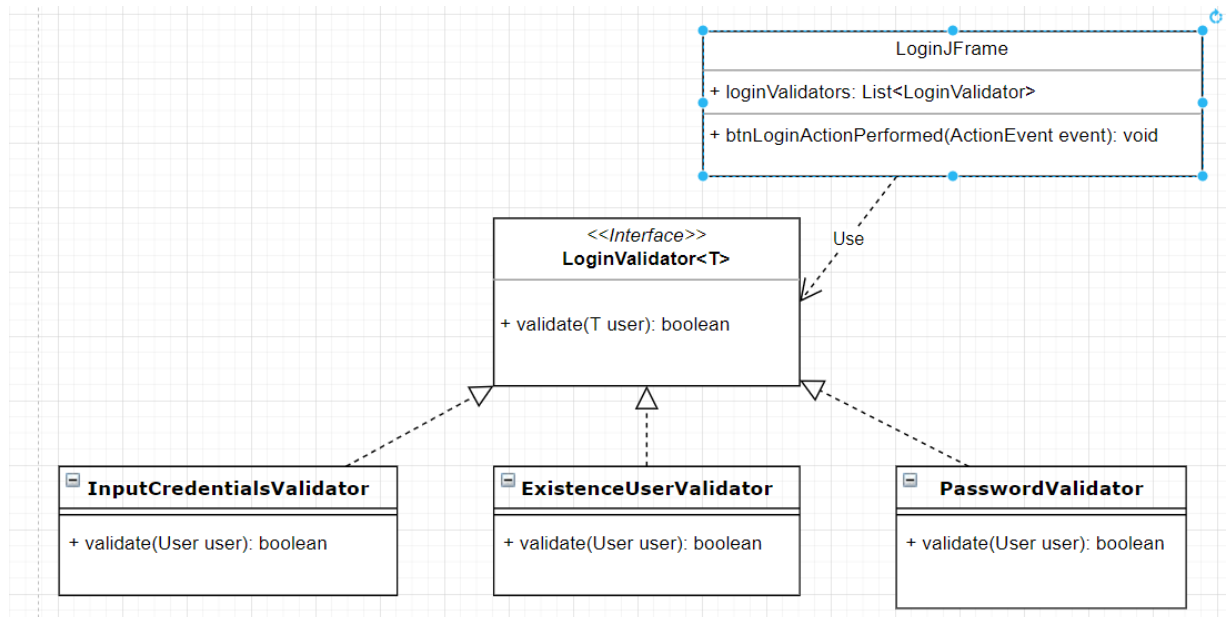 LoginJFrame
+ loginValidators: List<LoginValidator>
+ btnLoginActionPerformed(ActionEvent event): void
Use
<<Interface>>
LoginValidator<T>
+ validate(T user): boolean
InputCredentialsValidator
+ validate(User user): boolean
ExistenceUserValidator
+ validate(User user): boolean
PasswordValidator
+ validate(User user): boolean